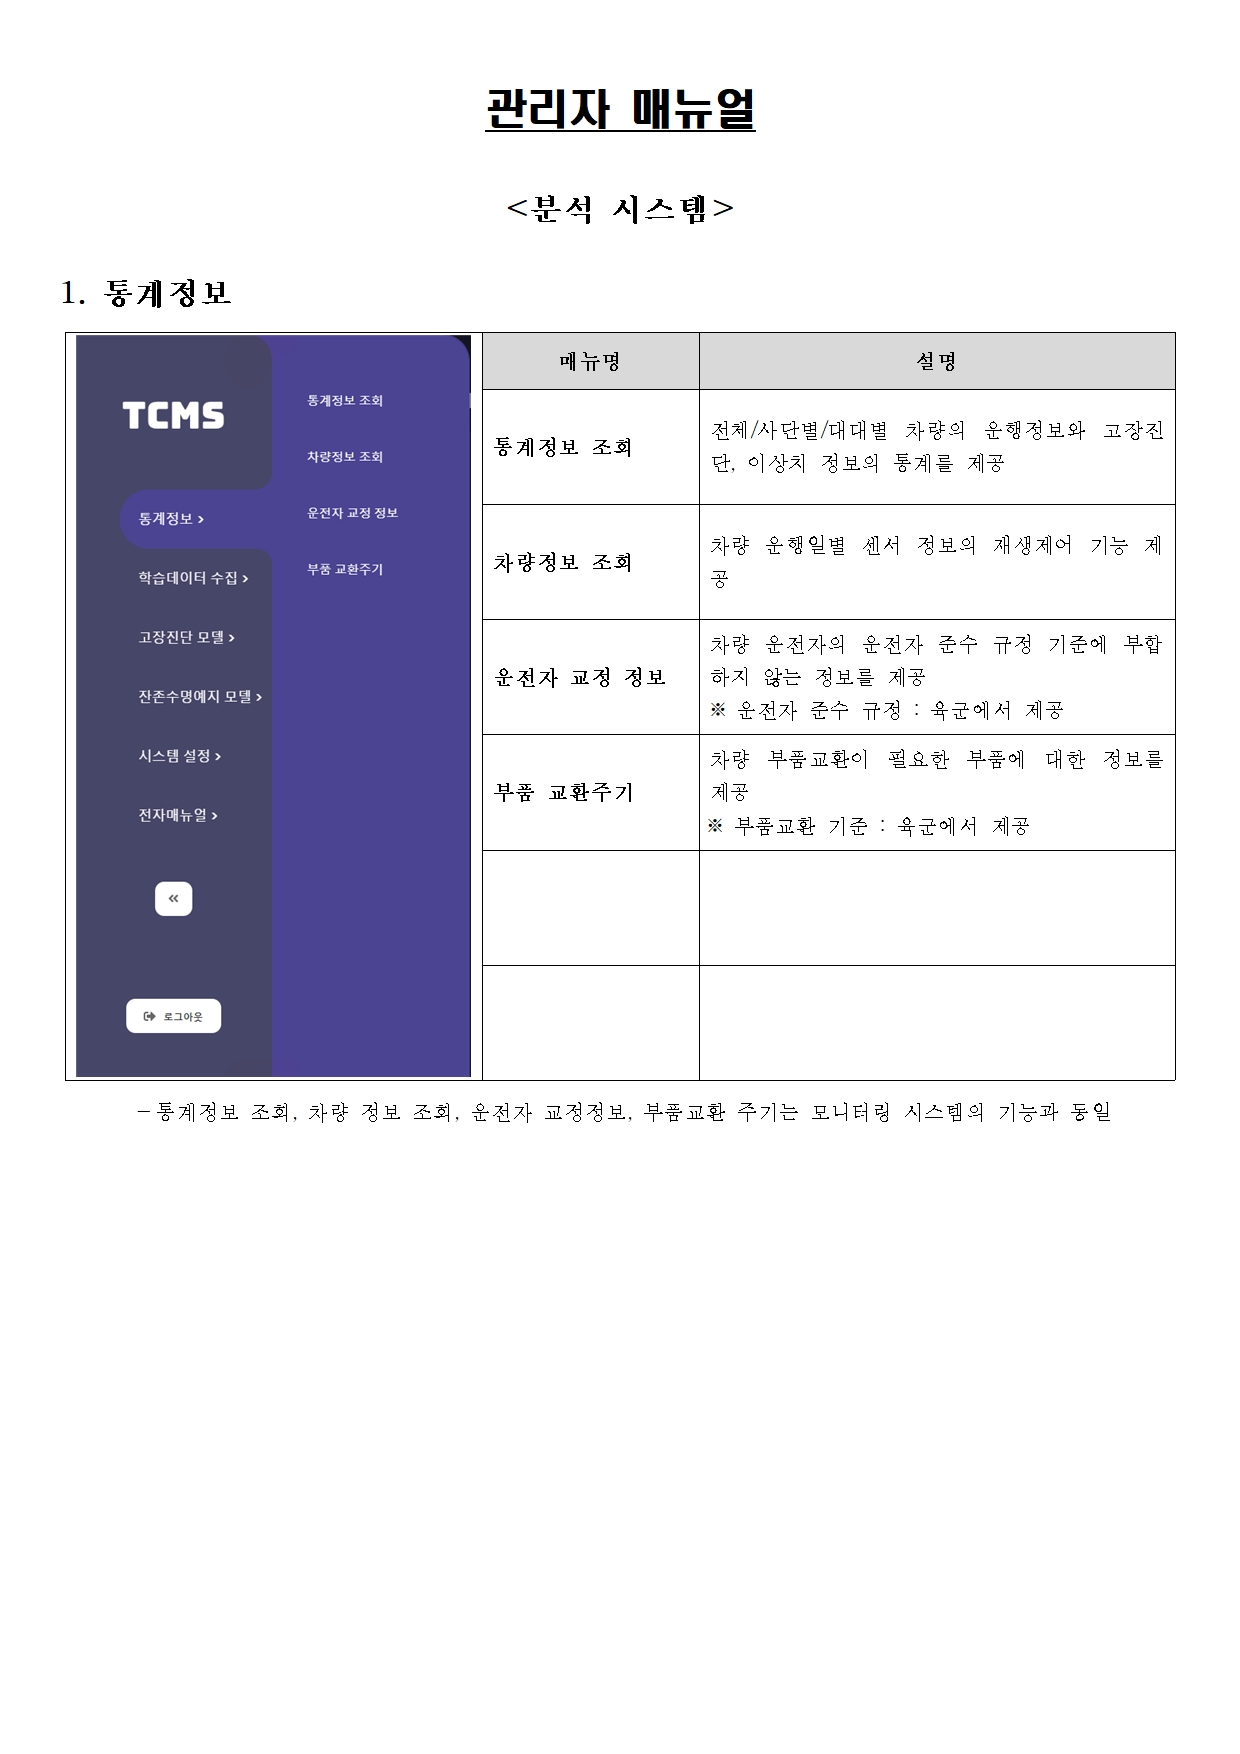 관리자 매뉴얼
<분석 시스템>
1. 통계정보
TCMS
통계정보 >
학습데이터 수집 >
고장진단 모델 >
잔존수명예지 모델 >
시스템 설정 >
전자매뉴얼 >
«
로그아웃
통계정보 조회
차량정보 조회
운전자 교정 정보
부품 교환주기
메뉴명 설명
통계정보 조회
전체/사단별/대대별 차량의 운행정보와 고장진
단, 이상치 정보의 통계를 제공
차량정보 조회
차량 운행일별 센서 정보의 재생제어 기능 제
공
운전자 교정 정보
차량 운전자의 운전자 준수 규정 기준에 부합
하지 않는 정보를 제공
※ 운전자 준수 규정 : 육군에서 제공
부품 교환주기
차량 부품교환이 필요한 부품에 대한 정보를
제공
※ 부품교환 기준 : 육군에서 제공
- 통계정보 조회, 차량 정보 조회, 운전자 교정정보, 부품교환 주기는 모니터링 시스템의 기능과 동일